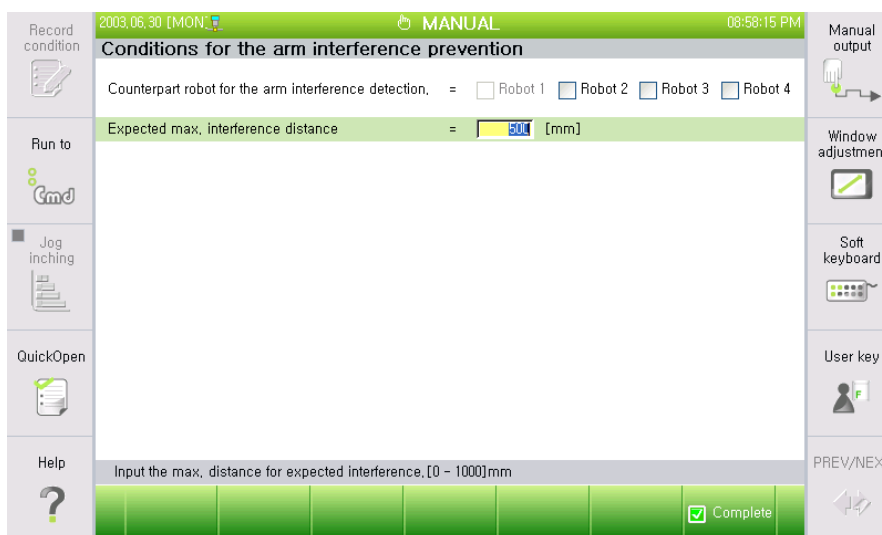 2003,06,30 [MON]
MANUAL
08:58:15 PM
Conditions for the arm interference prevention
Counterpart robot for the arm interference detection, = Robot 1 Robot 2 Robot 3 Robot 4
Expected max, interference distance = 500 [mm]
Input the max, distance for expected interference,[0 - 1000]mm
Complete
Record
condition
Run to
Cmd
Jog
inching
QuickOpen
Help
?
Manual
output
Window
adjustmen
Soft
keyboard
User key
F
PREV/NEX